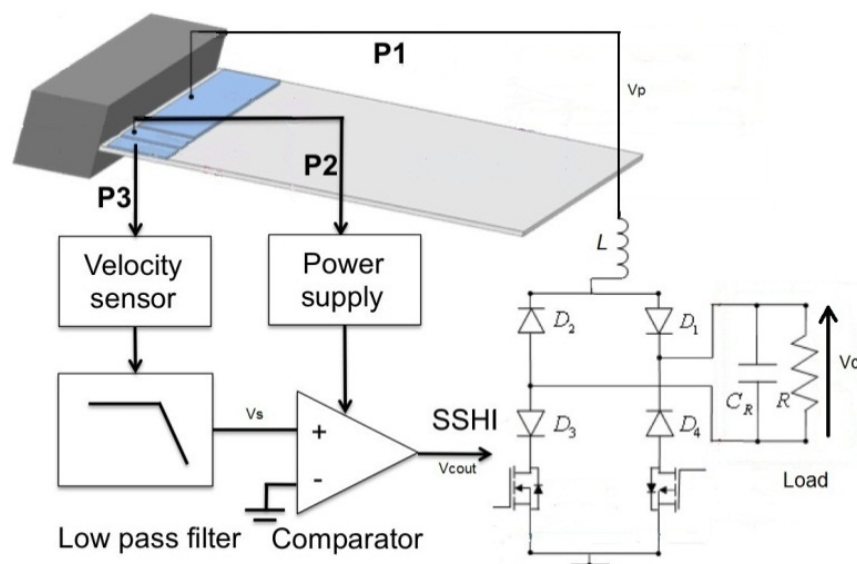 P1
Vp
P2
P3
L
Velocity
sensor
Power
supply
D2
D1
Vs
+
-
SSHI
Vcout
D3
D4
CR
R
Load
Low pass filter
Comparator